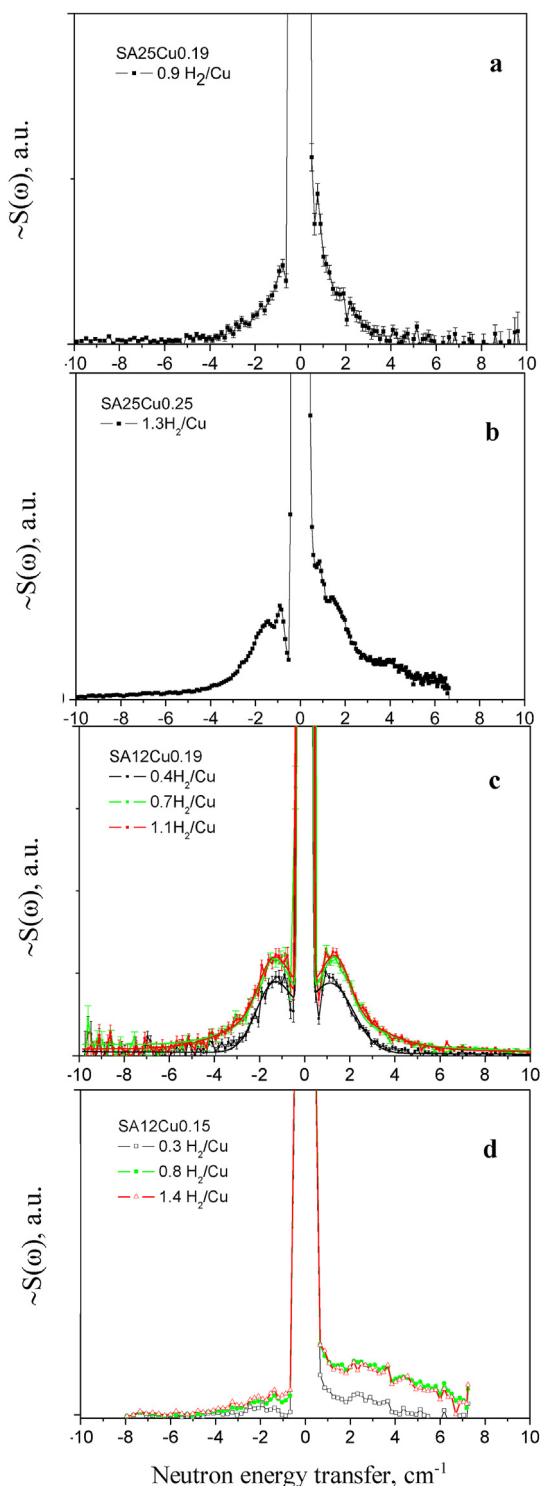 SA25Cu0.19
0.9 H2/Cu
a
~S(ω), a.u.
-10 -8 -6 -4 -2 0 2 4 6 8 10
SA25Cu0.25
1.3H2/Cu
b
~S(ω), a.u.
-10 -8 -6 -4 -2 0 2 4 6 8 10
SA12Cu0.19
0.4H2/Cu
0.7H2/Cu
1.1H2/Cu
c
~S(ω), a.u.
-10 -8 -6 -4 -2 0 2 4 6 8 10
SA12Cu0.15
0.3 H2/Cu
0.8 H2/Cu
1.4 H2/Cu
d
~S(ω), a.u.
-10 -8 -6 -4 -2 0 2 4 6 8 10
Neutron energy transfer, cm-1